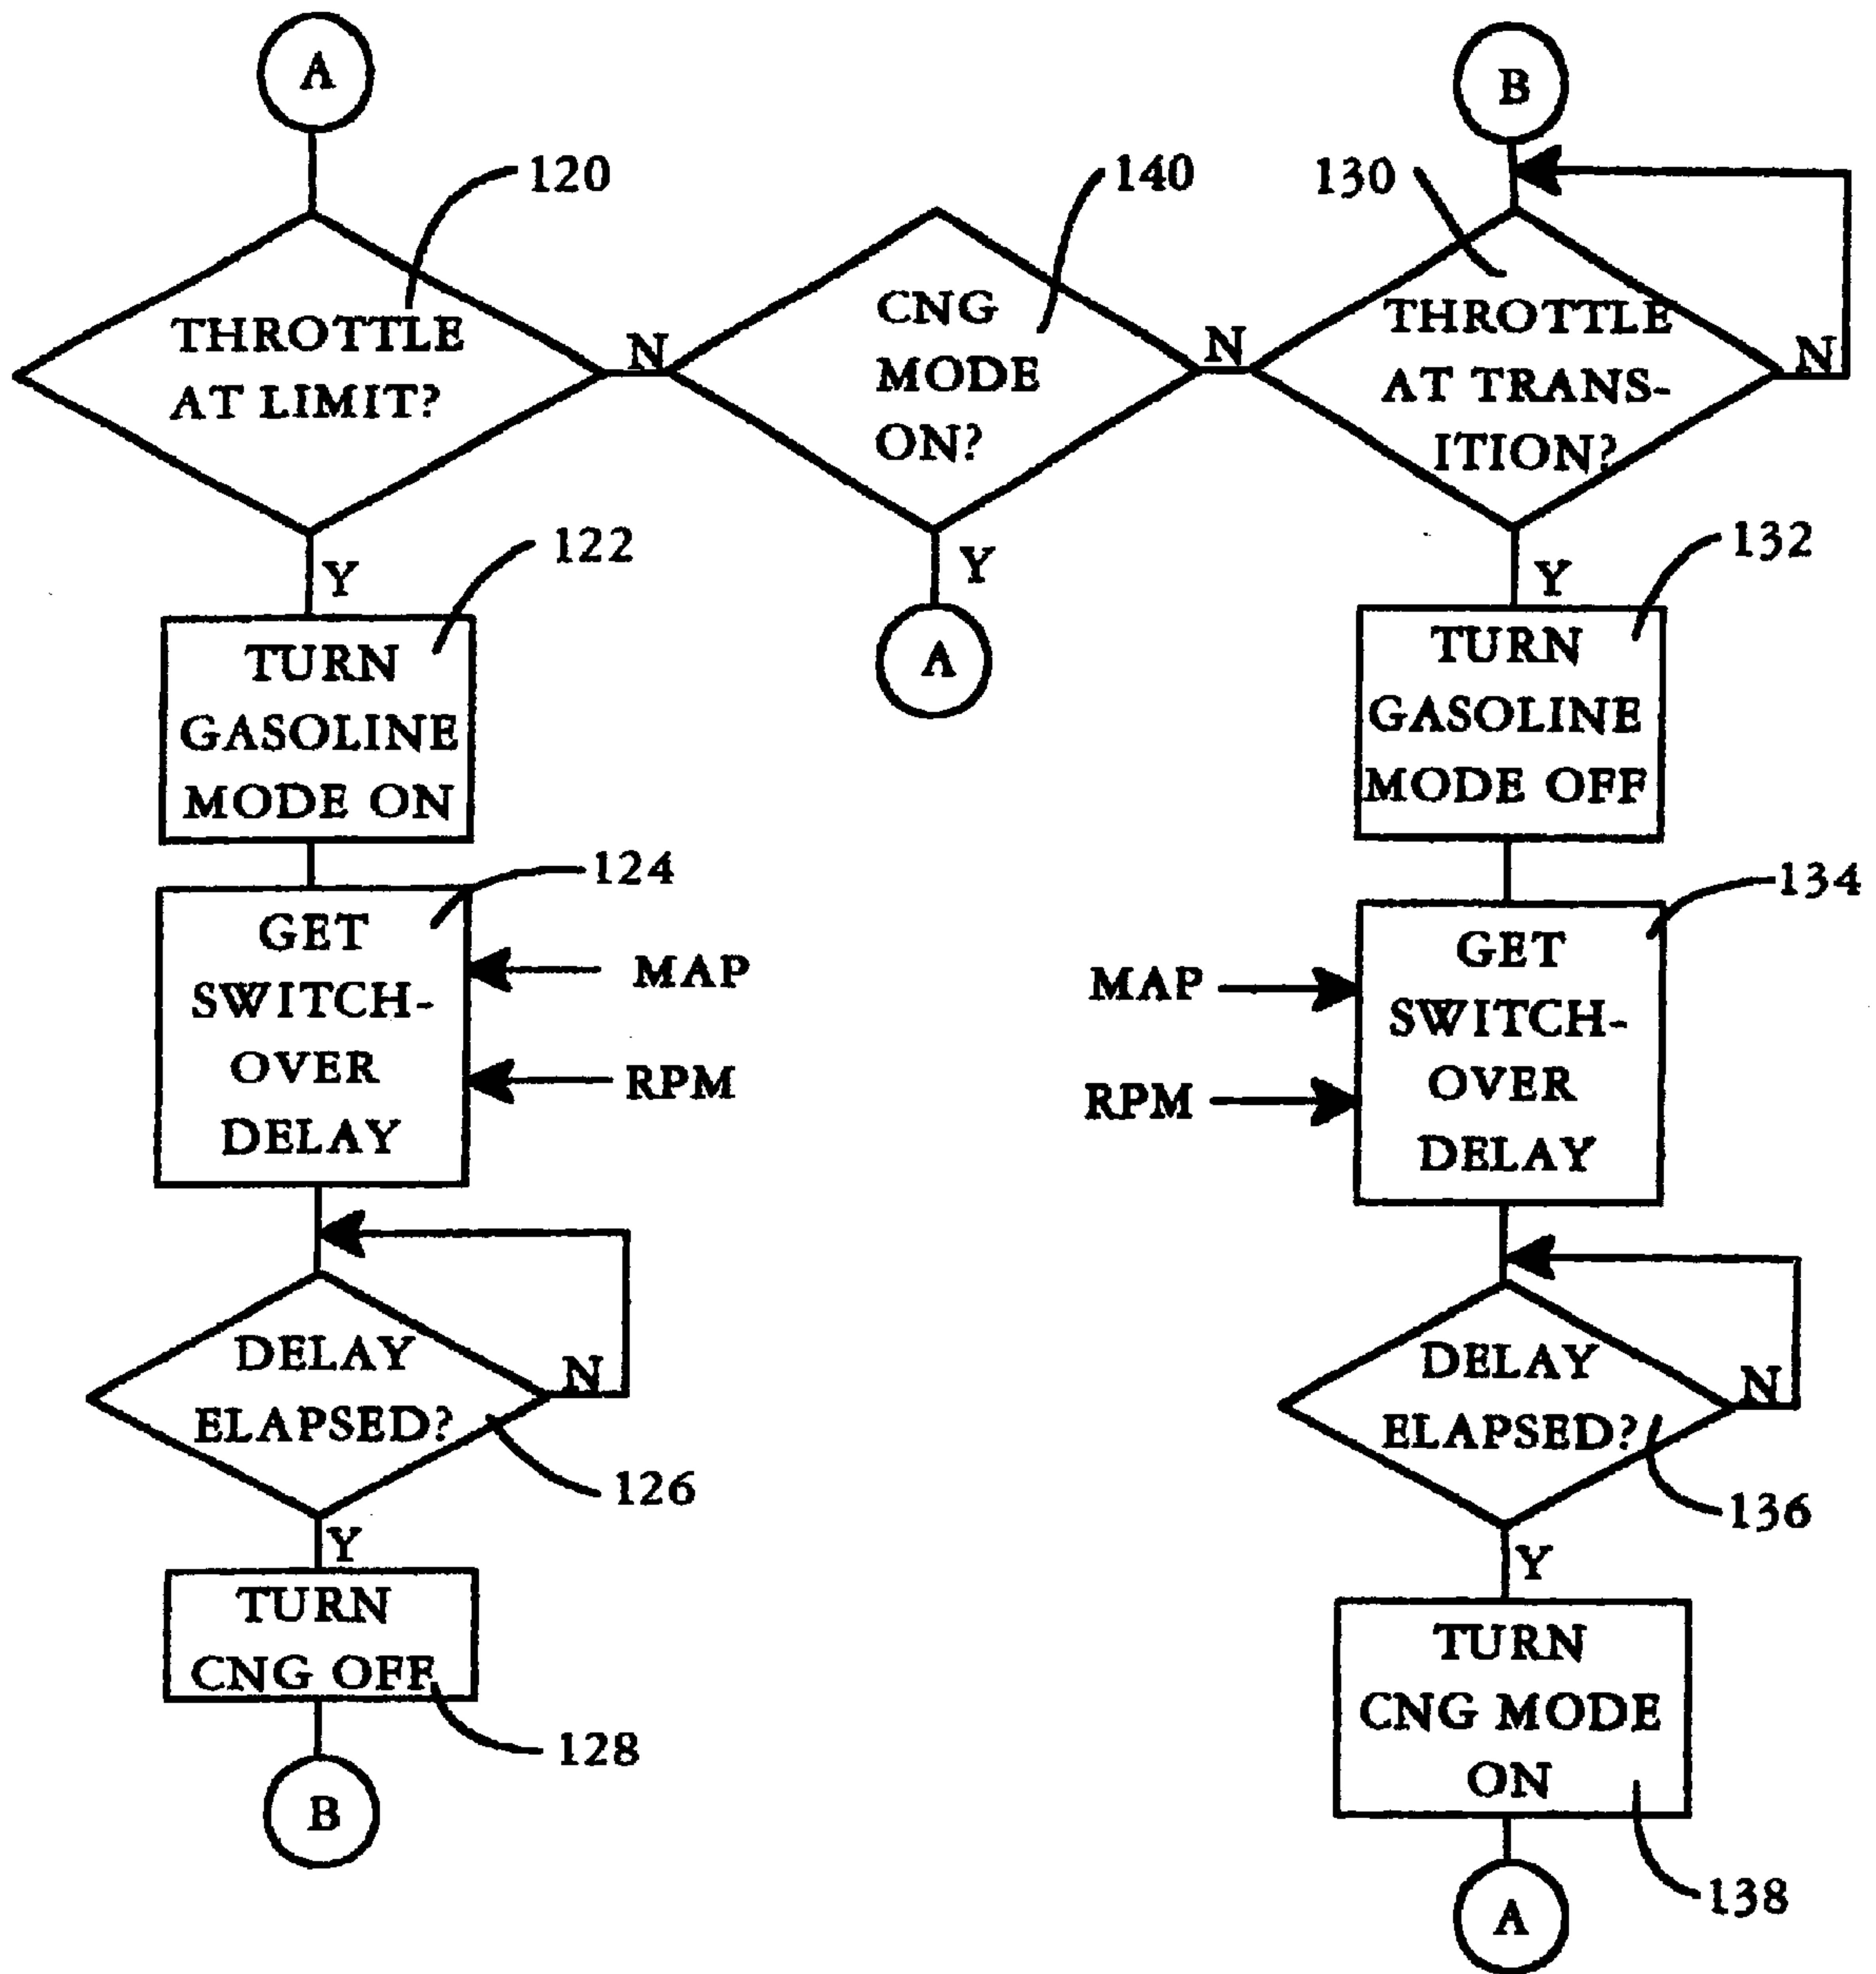 A
B
120
140
130
THROTTLE
AT LIMIT?
N
CNG
MODE
ON?
N
THROTTLE
AT TRANS-
ITION?
N
Y
122
Y
Y
132
TURN
GASOLINE
MODE ON
A
TURN
GASOLINE
MODE OFF
124
134
GET
SWITCH-
OVER
DELAY
MAP
RPM
MAP
RPM
GET
SWITCH-
OVER
DELAY
DELAY
ELAPSED?
N
126
DELAY
ELAPSED?
N
136
Y
Y
TURN
CNG OFF
128
TURN
CNG MODE
ON
138
B
A